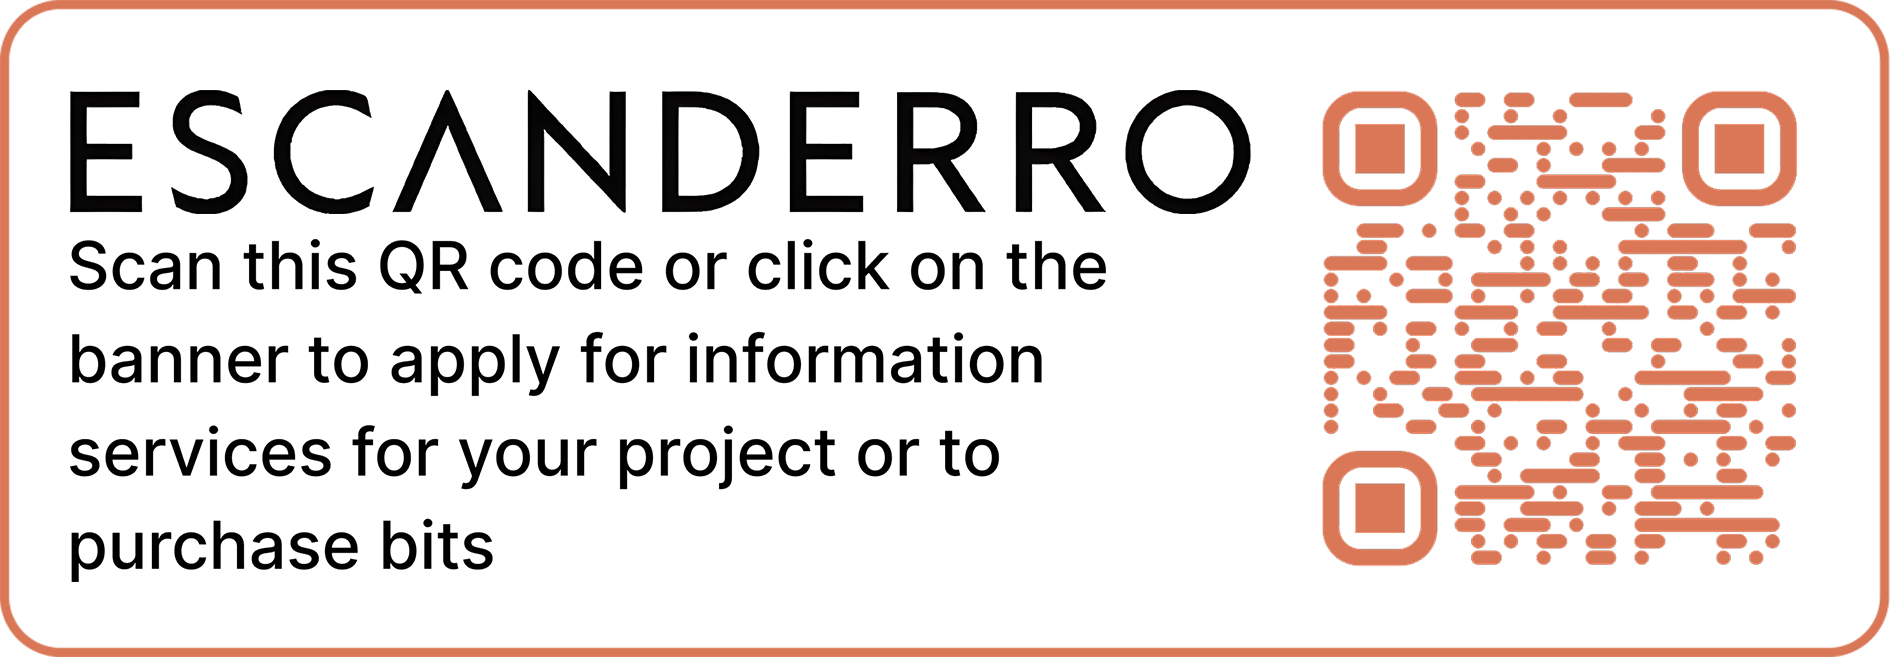 ESCANDERRO
Scan this QR code or click on the
banner to apply for information
services for your project or to
purchase bits